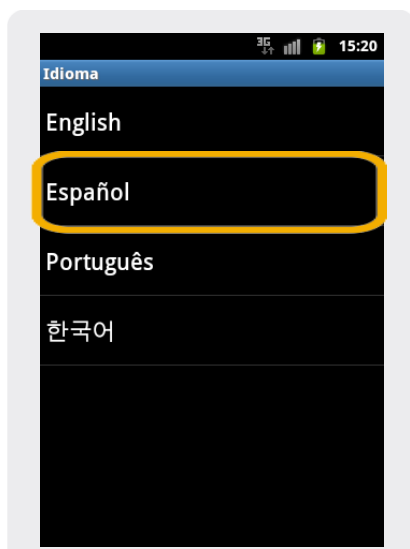 3G 15:20
Idioma
English
Español
Português
한국어